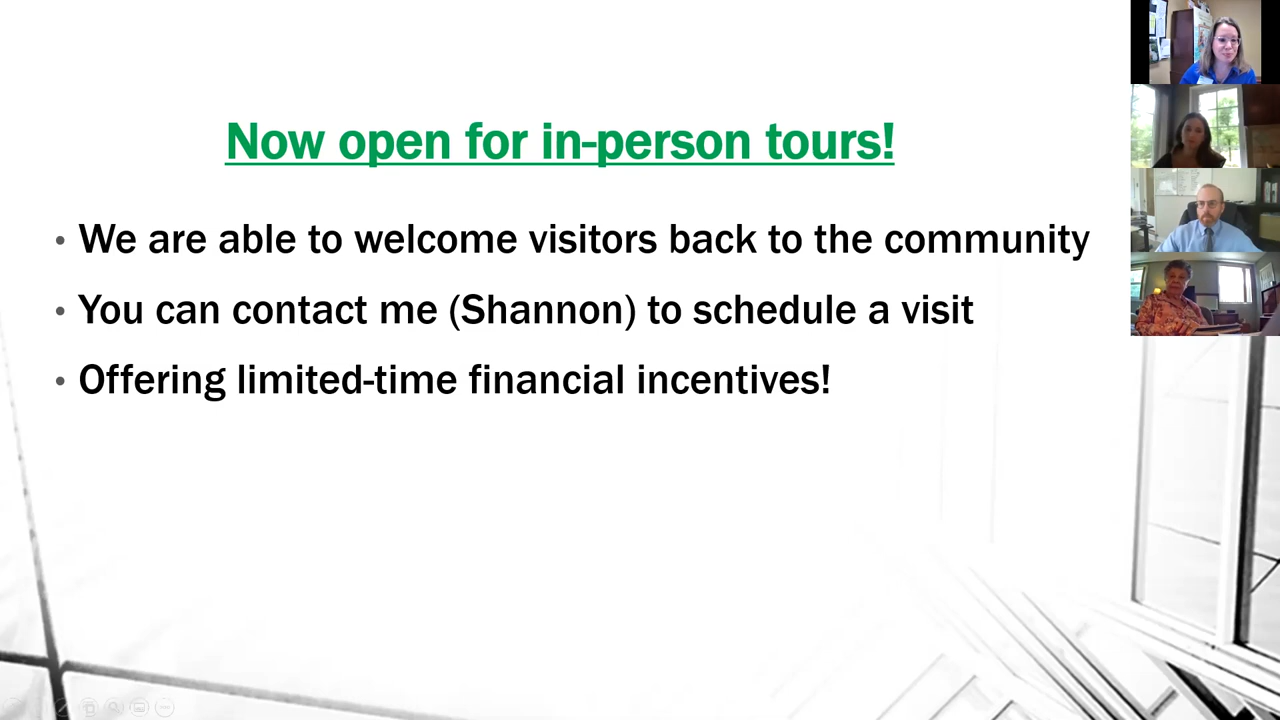 Now open for in-person tours!
We are able to welcome visitors back to the community
You can contact me (Shannon) to schedule a visit
Offering limited-time financial incentives!